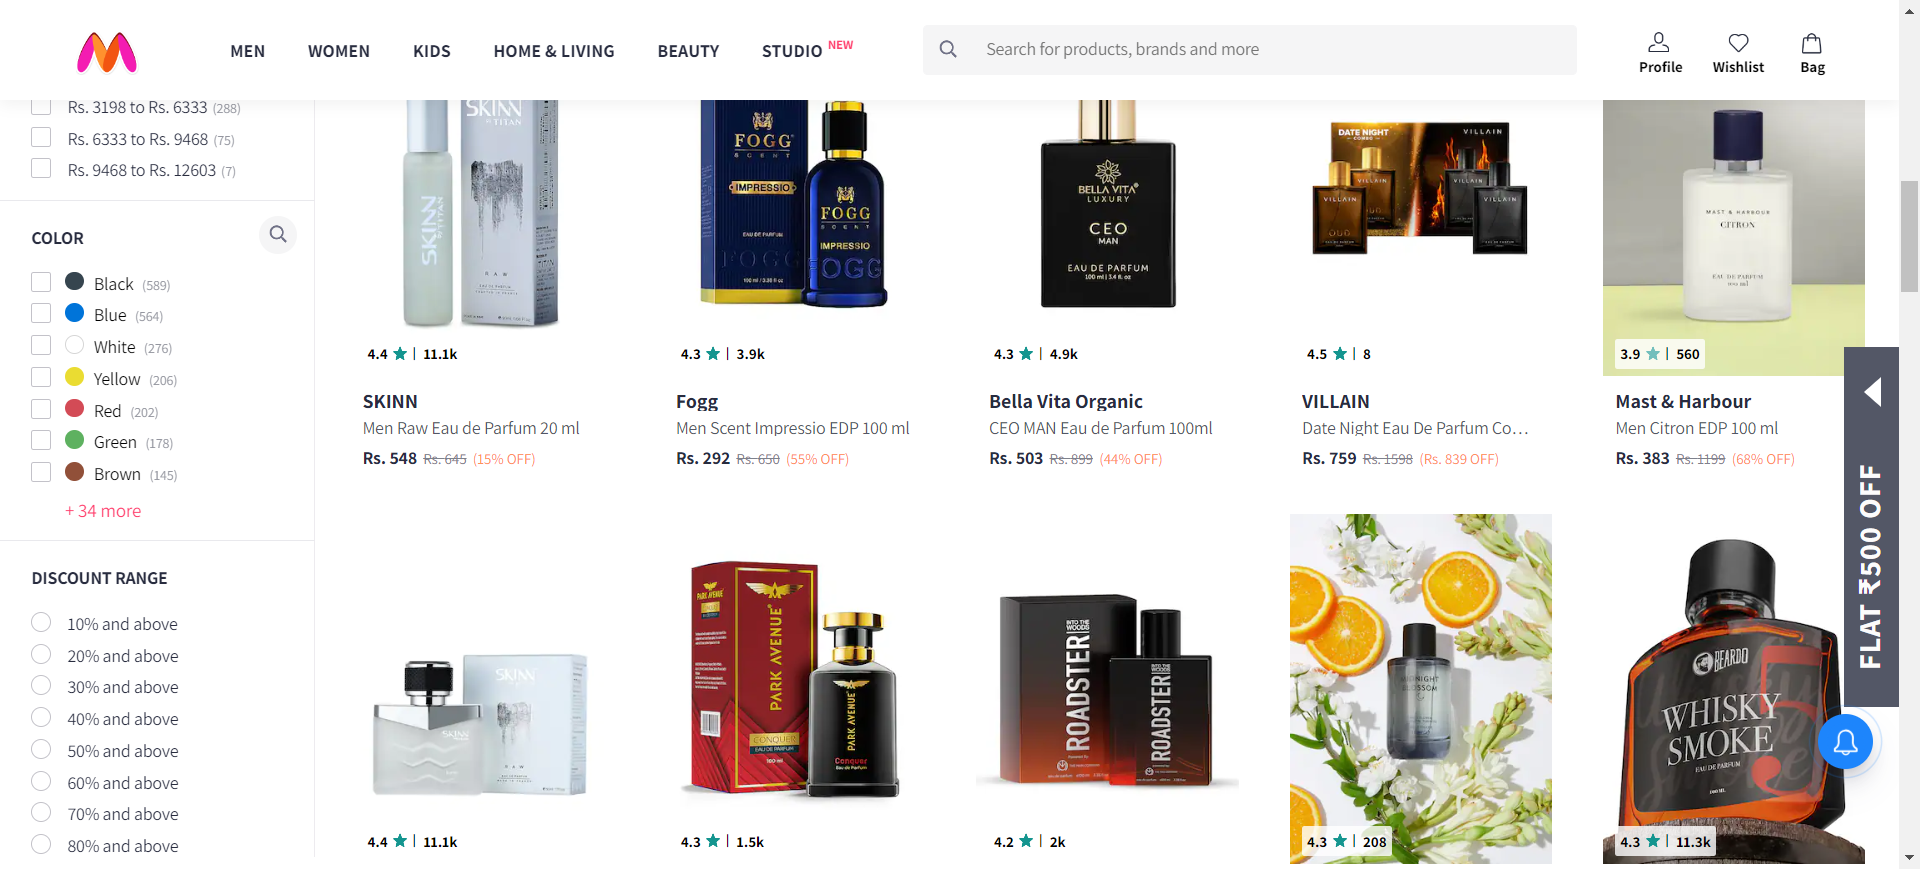 MEN
WOMEN
KIDS
HOME & LIVING
BEAUTY
STUDIO NEW
Search for products, brands and more
Profile
Wishlist
Bag
Rs. 3198 to Rs. 6333 (288)
Rs. 6333 to Rs. 9468 (75)
Rs. 9468 to Rs. 12603 (7)
COLOR
Black (589)
Blue (564)
White (276)
Yellow (206)
Red (202)
Green (178)
Brown (145)
+ 34 more
DISCOUNT RANGE
10% and above
20% and above
30% and above
40% and above
50% and above
60% and above
70% and above
80% and above
SKINN
BY TITAN
SKINN
BY TITAN
RAW
4.4 | 11.1k
SKINN
Men Raw Eau de Parfum 20 ml
Rs. 548 Rs. 645 (15% OFF)
FOGG
SCENT
IMPRESSIO
EAU DE PARFUM
FOGG
FOGG
SCENT
IMPRESSIO
FOGG
4.3 | 3.9k
Fogg
Men Scent Impressio EDP 100 ml
Rs. 292 Rs. 650 (55% OFF)
BELLA VITA
LUXURY
CEO
MAN
EAU DE PARFUM
100 ml | 3.4 fl. oz
4.3 | 4.9k
Bella Vita Organic
CEO MAN Eau de Parfum 100ml
Rs. 503 Rs. 899 (44% OFF)
DATE NIGHT
COMBO
VILLAIN
VILLAIN
VILLAIN
VILLAIN
VILLAIN
OUD
4.5 | 8
VILLAIN
Date Night Eau De Parfum Co...
Rs. 759 Rs. 1598 (Rs. 839 OFF)
MAST & HARBOUR
CITRON
EAU DE PARFUM
100 ml
3.9 | 560
Mast & Harbour
Men Citron EDP 100 ml
Rs. 383 Rs. 1199 (68% OFF)
FLAT ₹500 OFF
SKINN
SKINN
RAW
4.4 | 11.1k
PARK AVENUE
PARK AVENUE
CONQUER
EAU DE PARFUM
100 ml
PARK AVENUE
Conquer
Eau de Parfum
4.3 | 1.5k
INTO THE
WOODS
ROADSTER
INTO THE
WOODS
ROADSTER
4.2 | 2k
MIDNIGHT
BLOSSOM
4.3 | 208
BEARDO
WHISKY
SMOKE
EAU DE PARFUM
4.3 | 11.3k